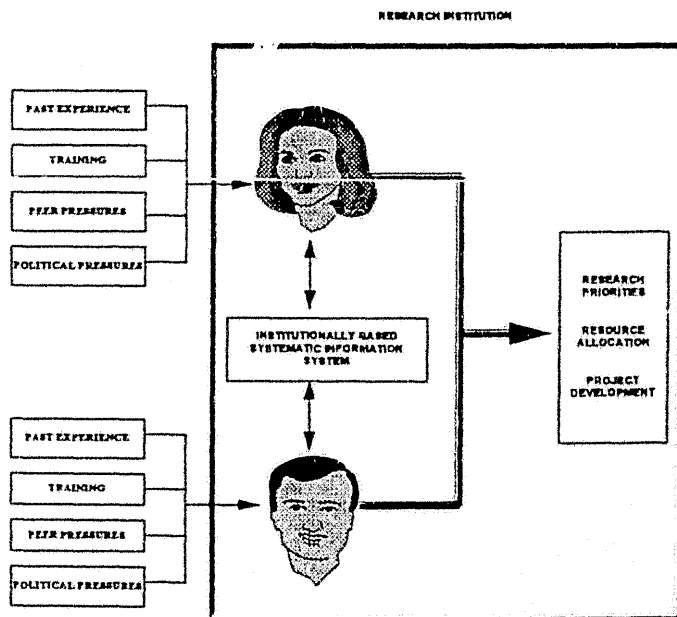 RESEARCH INSTITUTION
PAST EXPERIENCE
TRAINING
PEER PRESSURES
POLITICAL PRESSURES
INSTITUTIONALLY BASED
SYSTEMATIC INFORMATION
SYSTEM
RESEARCH
PRIORITIES
RESOURCE
ALLOCATION
PROJECT
DEVELOPMENT
PAST EXPERIENCE
TRAINING
PEER PRESSURES
POLITICAL PRESSURES